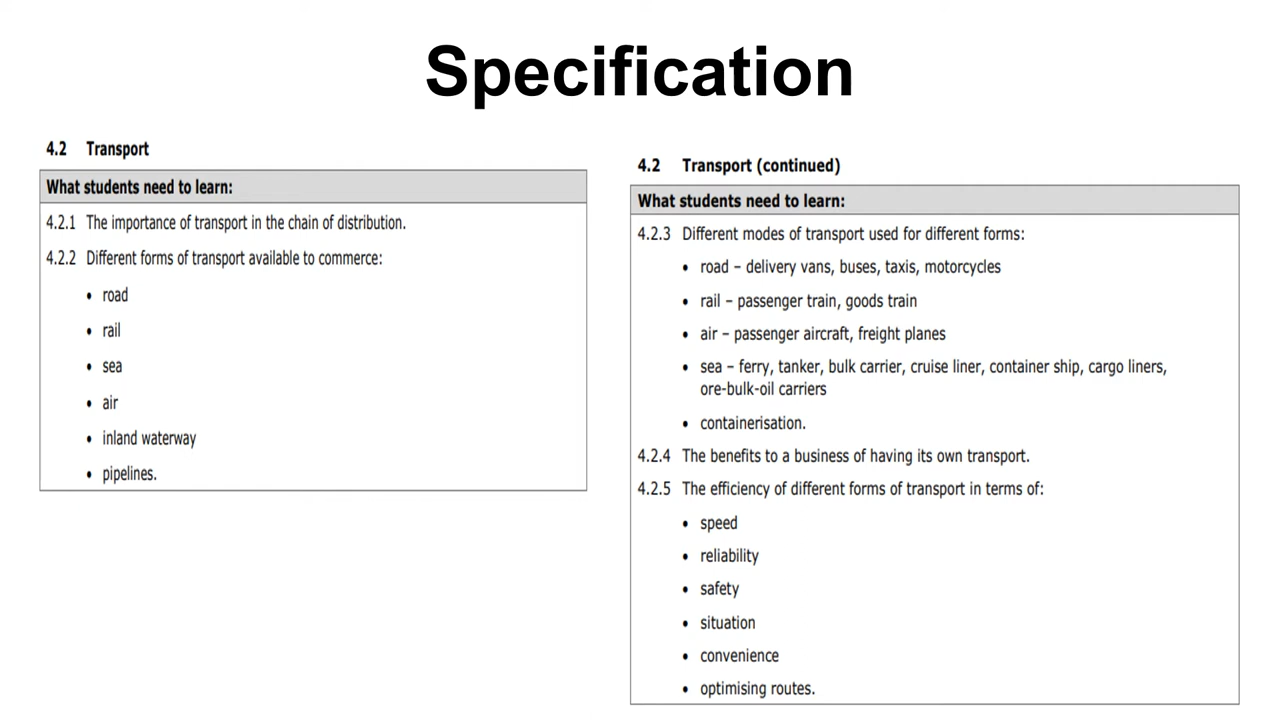 Specification
4.2 Transport
What students need to learn:
4.2.1 The importance of transport in the chain of distribution.
4.2.2 Different forms of transport available to commerce:
• road
• rail
• sea
• air
• inland waterway
• pipelines.
4.2 Transport (continued)
What students need to learn:
4.2.3 Different modes of transport used for different forms:
• road – delivery vans, buses, taxis, motorcycles
• rail – passenger train, goods train
• air – passenger aircraft, freight planes
• sea – ferry, tanker, bulk carrier, cruise liner, container ship, cargo liners,
ore-bulk-oil carriers
• containerisation.
4.2.4 The benefits to a business of having its own transport.
4.2.5 The efficiency of different forms of transport in terms of:
• speed
• reliability
• safety
• situation
• convenience
• optimising routes.